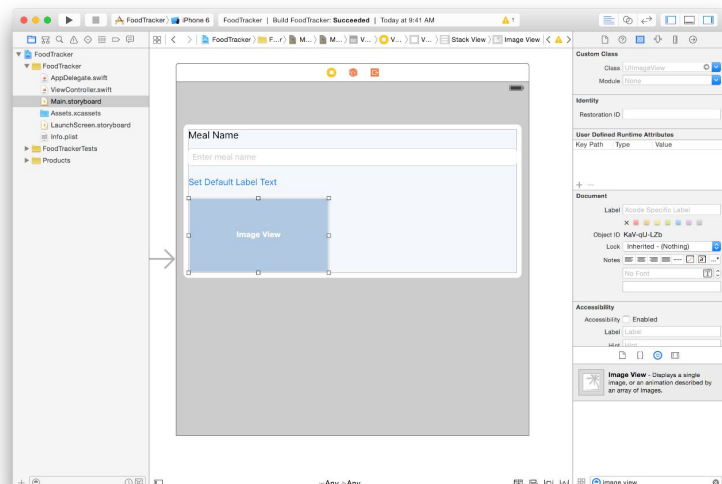 FoodTracker iPhone 6 FoodTracker | Build FoodTracker: Succeeded | Today at 9:41 AM 1
FoodTracker F...r M... M... V... V... Stack View Image View
FoodTracker
FoodTracker
AppDelegate.swift
ViewController.swift
Main.storyboard
Assets.xcassets
LaunchScreen.storyboard
Info.plist
FoodTrackerTests
Products
Meal Name
Enter meal name
Set Default Label Text
Image View
Custom Class
Class UIImageView
Module None
Identity
Restoration ID
User Defined Runtime Attributes
Key Path Type Value
Document
Label Xcode Specific Label
Object ID KaV-qU-LZb
Lock Inherited - (Nothing)
Notes
No Font
Accessibility
Accessibility Enabled
Label Label
Hint Hint
Image View - Displays a single
image, or an animation described by
an array of images.
wAny hAny
image view